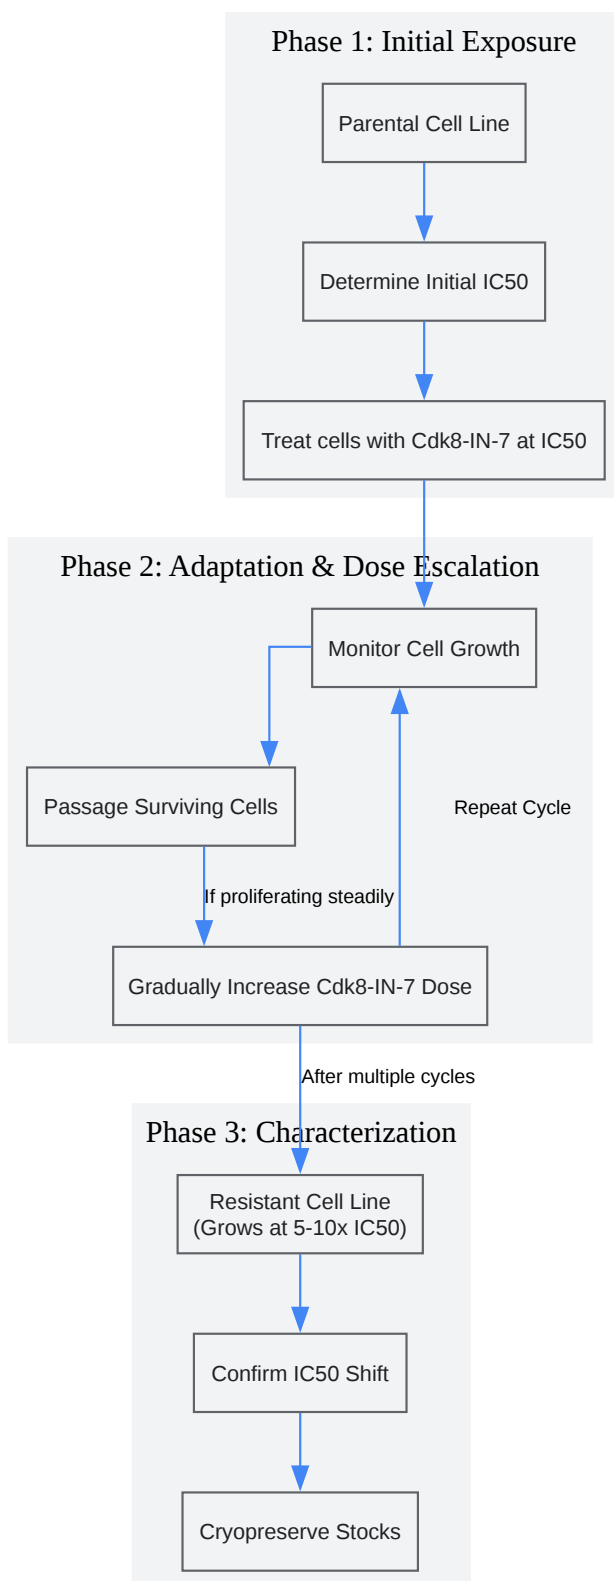 Phase 1: Initial Exposure
Parental Cell Line
Determine Initial IC50
Treat cells with Cdk8-IN-7 at IC50
Phase 2: Adaptation & Dose Escalation
Monitor Cell Growth
Passage Surviving Cells
Repeat Cycle
If proliferating steadily
Gradually Increase Cdk8-IN-7 Dose
After multiple cycles
Phase 3: Characterization
Resistant Cell Line
(Grows at 5-10x IC50)
Confirm IC50 Shift
Cryopreserve Stocks